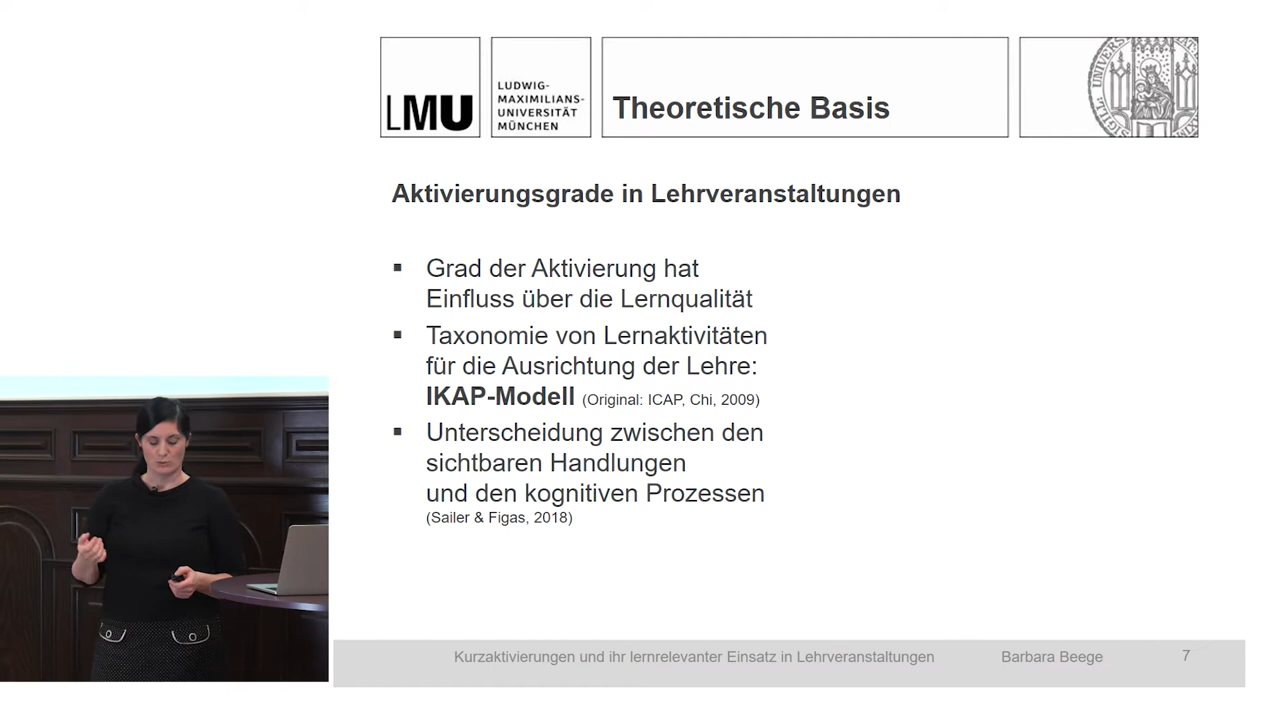 LMU
LUDWIG-
MAXIMILIANS-
UNIVERSITÄT
MÜNCHEN
Theoretische Basis
Aktivierungsgrade in Lehrveranstaltungen
▪ Grad der Aktivierung hat
Einfluss über die Lernqualität
▪ Taxonomie von Lernaktivitäten
für die Ausrichtung der Lehre:
IKAP-Modell (Original: ICAP, Chi, 2009)
▪ Unterscheidung zwischen den
sichtbaren Handlungen
und den kognitiven Prozessen
(Sailer & Figas, 2018)
Kurzaktivierungen und ihr lernrelevanter Einsatz in Lehrveranstaltungen Barbara Beege 7